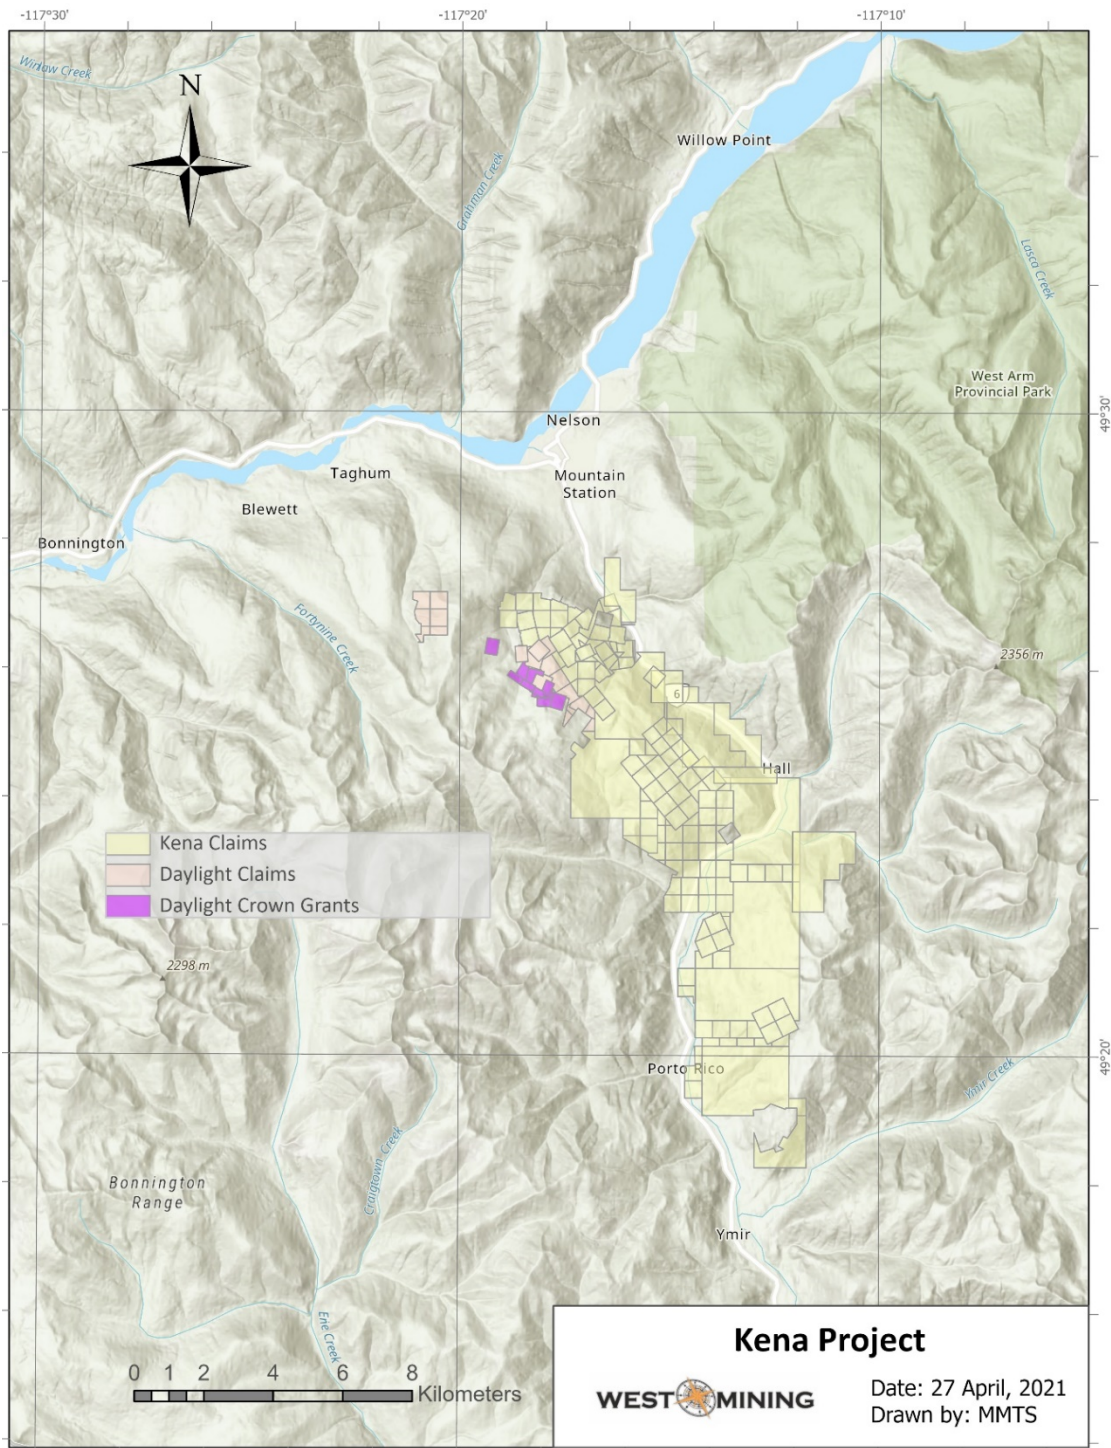 -117°30'
-117°20'
-117°10'
Winlaw Creek
N
Grohman Creek
Willow Point
Lasca Creek
West Arm
Provincial Park
49°30'
Nelson
Taghum
Mountain
Station
Blewett
Bonnington
Fortynine Creek
2356 m
6
Hall
Kena Claims
Daylight Claims
Daylight Crown Grants
2298 m
49°20'
Porto Rico
Ymir Creek
Craigtown Creek
Bonnington
Range
Ymir
Erie Creek
Kena Project
0 1 2 4 6 8
Kilometers
WEST MINING
Date: 27 April, 2021
Drawn by: MMTS